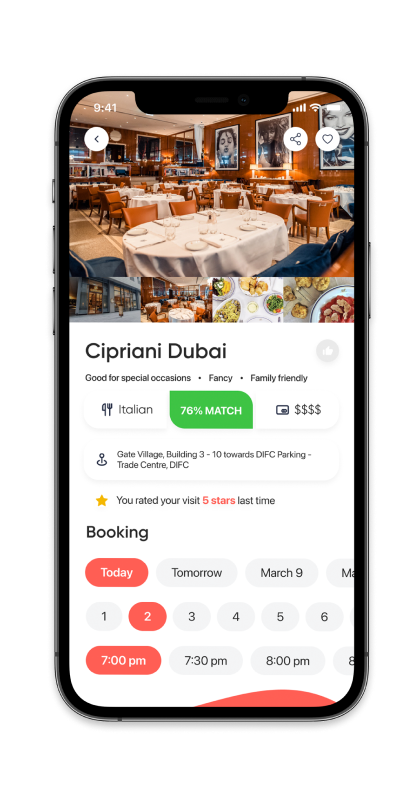 9:41
Cipriani Dubai
Good for special occasions • Fancy • Family friendly
Italian
76% MATCH
$$$$
Gate Village, Building 3 - 10 towards DIFC Parking -
Trade Centre, DIFC
You rated your visit 5 stars last time
Booking
Today Tomorrow March 9 Ma
1 2 3 4 5 6
7:00 pm 7:30 pm 8:00 pm 8